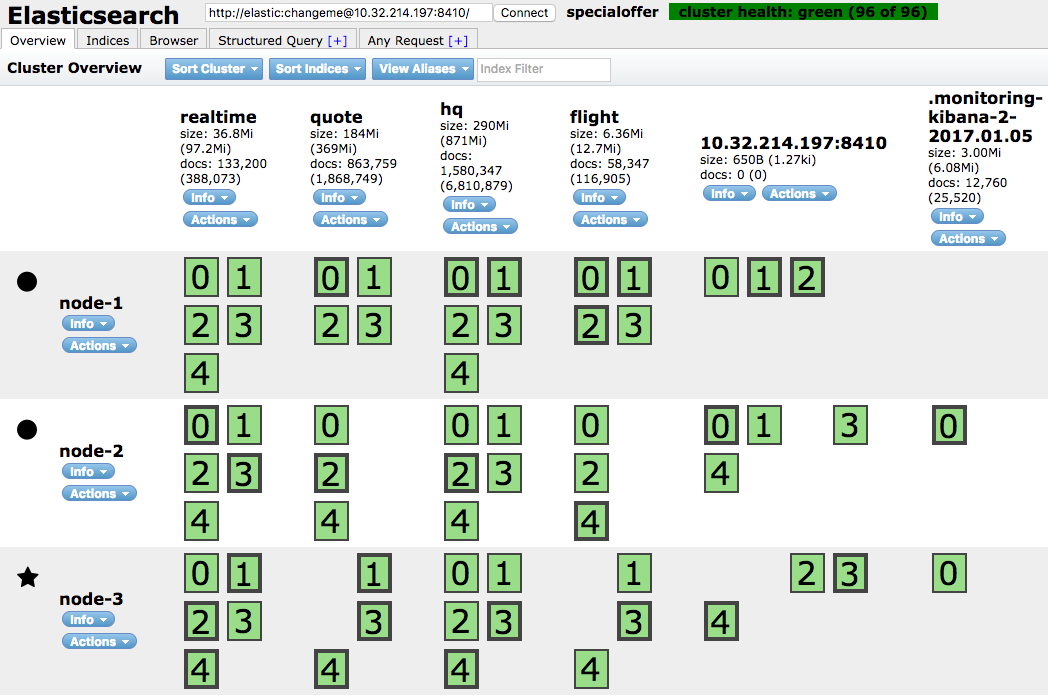 Elasticsearch
http://elastic:changeme@10.32.214.197:8410/
Connect
specialoffer
cluster health: green (96 of 96)
Overview
Indices
Browser
Structured Query [+]
Any Request [+]
Cluster Overview
Sort Cluster
Sort Indices
View Aliases
Index Filter
realtime
size: 36.8Mi
(97.2Mi)
docs: 133,200
(388,073)
Info
Actions
quote
size: 184Mi
(369Mi)
docs: 863,759
(1,868,749)
Info
Actions
hq
size: 290Mi
(871Mi)
docs:
1,580,347
(6,810,879)
Info
Actions
flight
size: 6.36Mi
(12.7Mi)
docs: 58,347
(116,905)
Info
Actions
10.32.214.197:8410
size: 650B (1.27ki)
docs: 0 (0)
Info
Actions
.monitoring-
kibana-2-
2017.01.05
size: 3.00Mi
(6.08Mi)
docs: 12,760
(25,520)
Info
Actions
node-1
Info
Actions
0 1
2 3
4
0 1
2 3
0 1
2 3
4
0 1
2 3
0 1 2
node-2
Info
Actions
0 1
2 3
4
0
2
4
0 1
2 3
4
0
2
4
0 1 3
4
0
node-3
Info
Actions
0 1
2 3
4
1
3
4
0 1
2 3
4
1
3
4
2 3
4
0